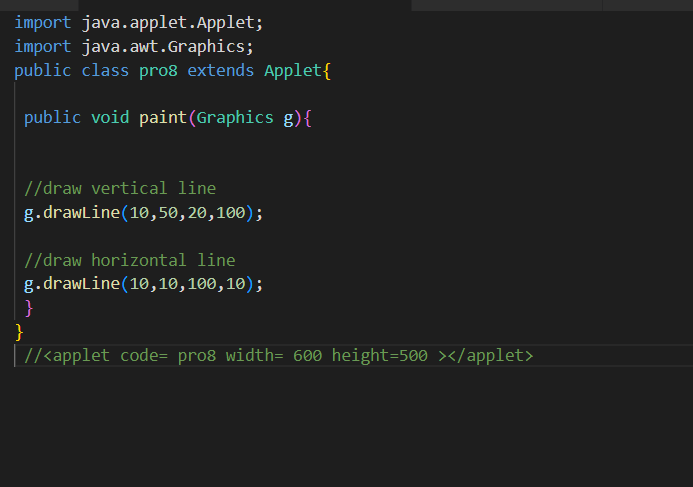 import java.applet.Applet;
import java.awt.Graphics;
public class pro8 extends Applet{
public void paint(Graphics g){
//draw vertical line
g.drawLine(10,50,20,100);
//draw horizontal line
g.drawLine(10,10,100,10);
}
}
//<applet code= pro8 width= 600 height=500 ></applet>